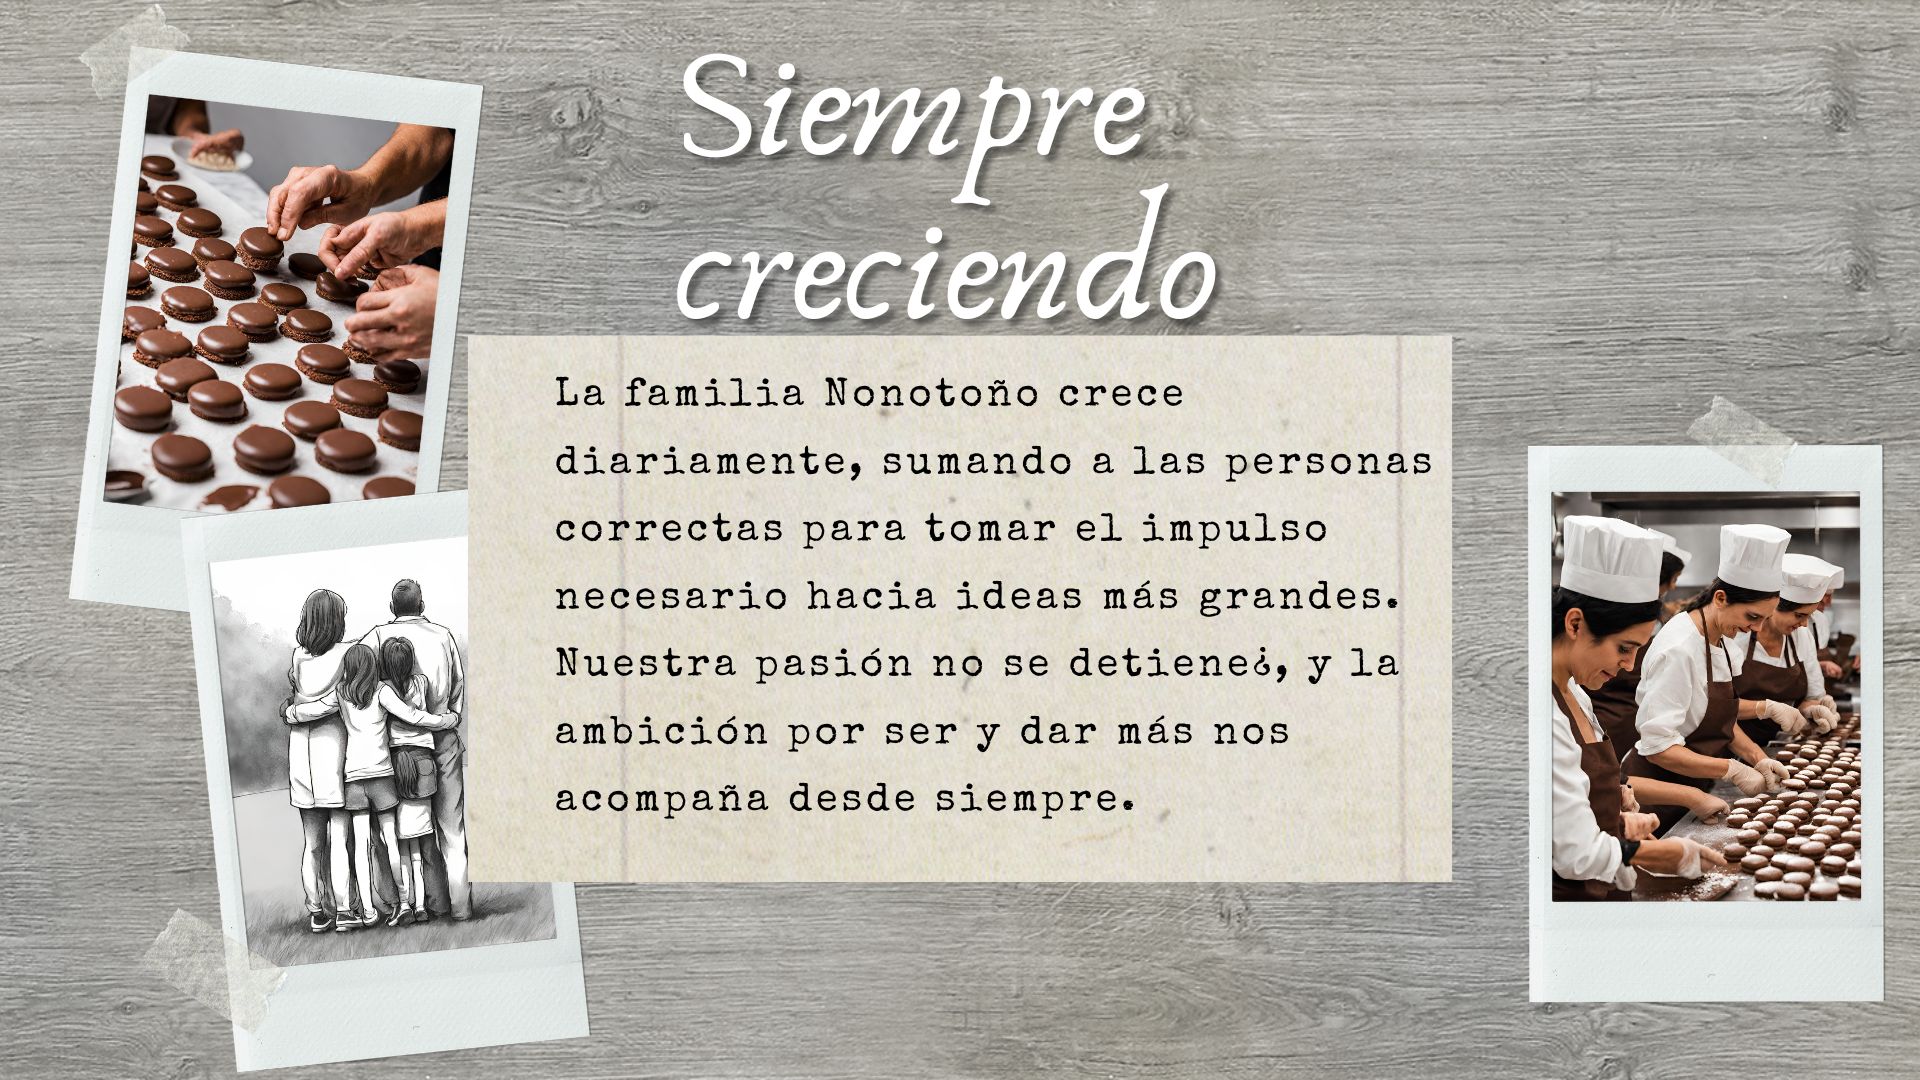 Siempre
creciendo
La familia Nonotoño crece
diariamente, sumando a las personas
correctas para tomar el impulso
necesario hacia ideas más grandes.
Nuestra pasión no se detiene¿, y la
ambición por ser y dar más nos
acompaña desde siempre.